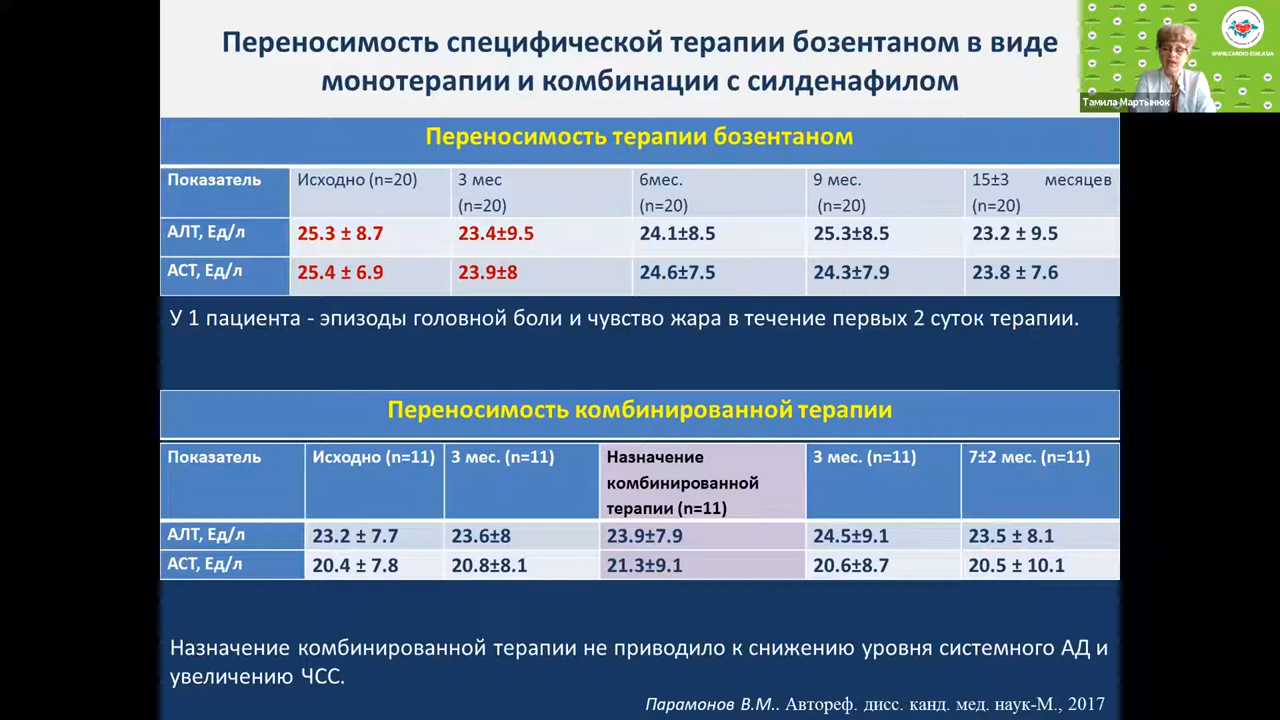 Переносимость специфической терапии бозентаном в виде
монотерапии и комбинации с силденафилом
WWW.CARDIO-EUR.ASIA
Тамила Мартынюк
Переносимость терапии бозентаном
Показатель Исходно (n=20) 3 мес (n=20) 6мес. (n=20) 9 мес. (n=20) 15±3 месяцев (n=20)
АЛТ, Ед/л 25.3 ± 8.7 23.4±9.5 24.1±8.5 25.3±8.5 23.2 ± 9.5
АСТ, Ед/л 25.4 ± 6.9 23.9±8 24.6±7.5 24.3±7.9 23.8 ± 7.6
У 1 пациента - эпизоды головной боли и чувство жара в течение первых 2 суток терапии.
Переносимость комбинированной терапии
Показатель Исходно (n=11) 3 мес. (n=11) Назначение комбинированной терапии (n=11) 3 мес. (n=11) 7±2 мес. (n=11)
АЛТ, Ед/л 23.2 ± 7.7 23.6±8 23.9±7.9 24.5±9.1 23.5 ± 8.1
АСТ, Ед/л 20.4 ± 7.8 20.8±8.1 21.3±9.1 20.6±8.7 20.5 ± 10.1
Назначение комбинированной терапии не приводило к снижению уровня системного АД и
увеличению ЧСС.
Парамонов В.М.. Автореф. дисс. канд. мед. наук-М., 2017